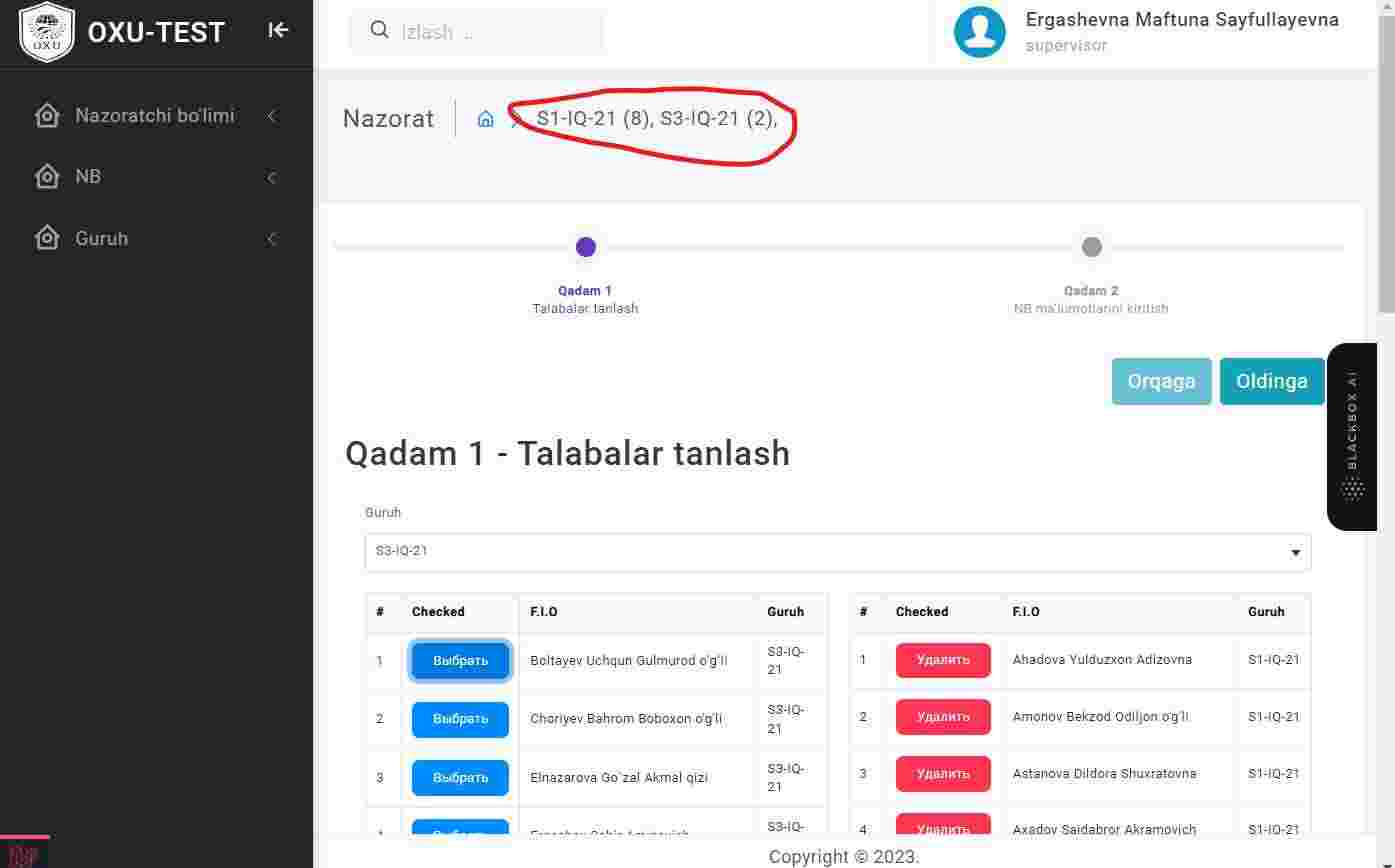 OXU
OXU-TEST
Izlash ...
Ergashevna Maftuna Sayfullayevna
supervisor
Nazoratchi bo'limi
NB
Guruh
Nazorat
S1-IQ-21 (8), S3-IQ-21 (2),
Qadam 1
Talabalar tanlash
Qadam 2
NB ma'lumotlarini kiritish
Orqaga
Oldinga
BLACKBOX AI
Qadam 1 - Talabalar tanlash
Guruh
S3-IQ-21
# Checked F.I.O Guruh
1 Выбрать Boltayev Uchqun Gulmurod o'g'li S3-IQ-21
2 Выбрать Choriyev Bahrom Boboxon o'g'li S3-IQ-21
3 Выбрать Elnazarova Go`zal Akmal qizi S3-IQ-21
S3-IQ-
# Checked F.I.O Guruh
1 Удалить Ahadova Yulduzxon Adizovna S1-IQ-21
2 Удалить Amonov Bekzod Odiljon o'g'li S1-IQ-21
3 Удалить Astanova Dildora Shuxratovna S1-IQ-21
4 Удалить Axadov Saidabror Akramovich S1-IQ-21
Copyright © 2023.